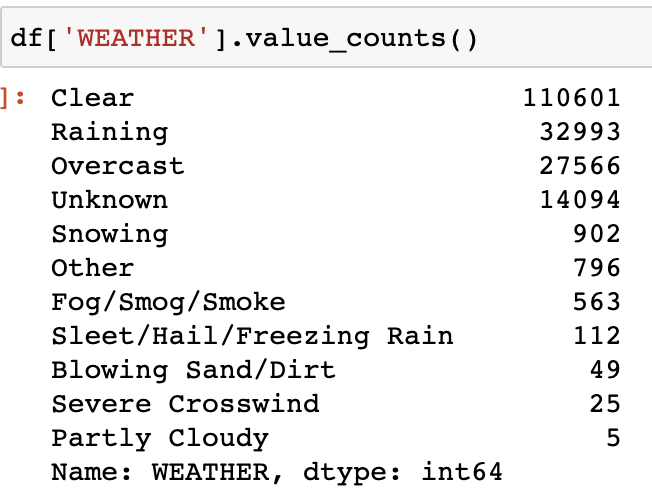 df['WEATHER'].value_counts()
]: Clear 110601
Raining 32993
Overcast 27566
Unknown 14094
Snowing 902
Other 796
Fog/Smog/Smoke 563
Sleet/Hail/Freezing Rain 112
Blowing Sand/Dirt 49
Severe Crosswind 25
Partly Cloudy 5
Name: WEATHER, dtype: int64